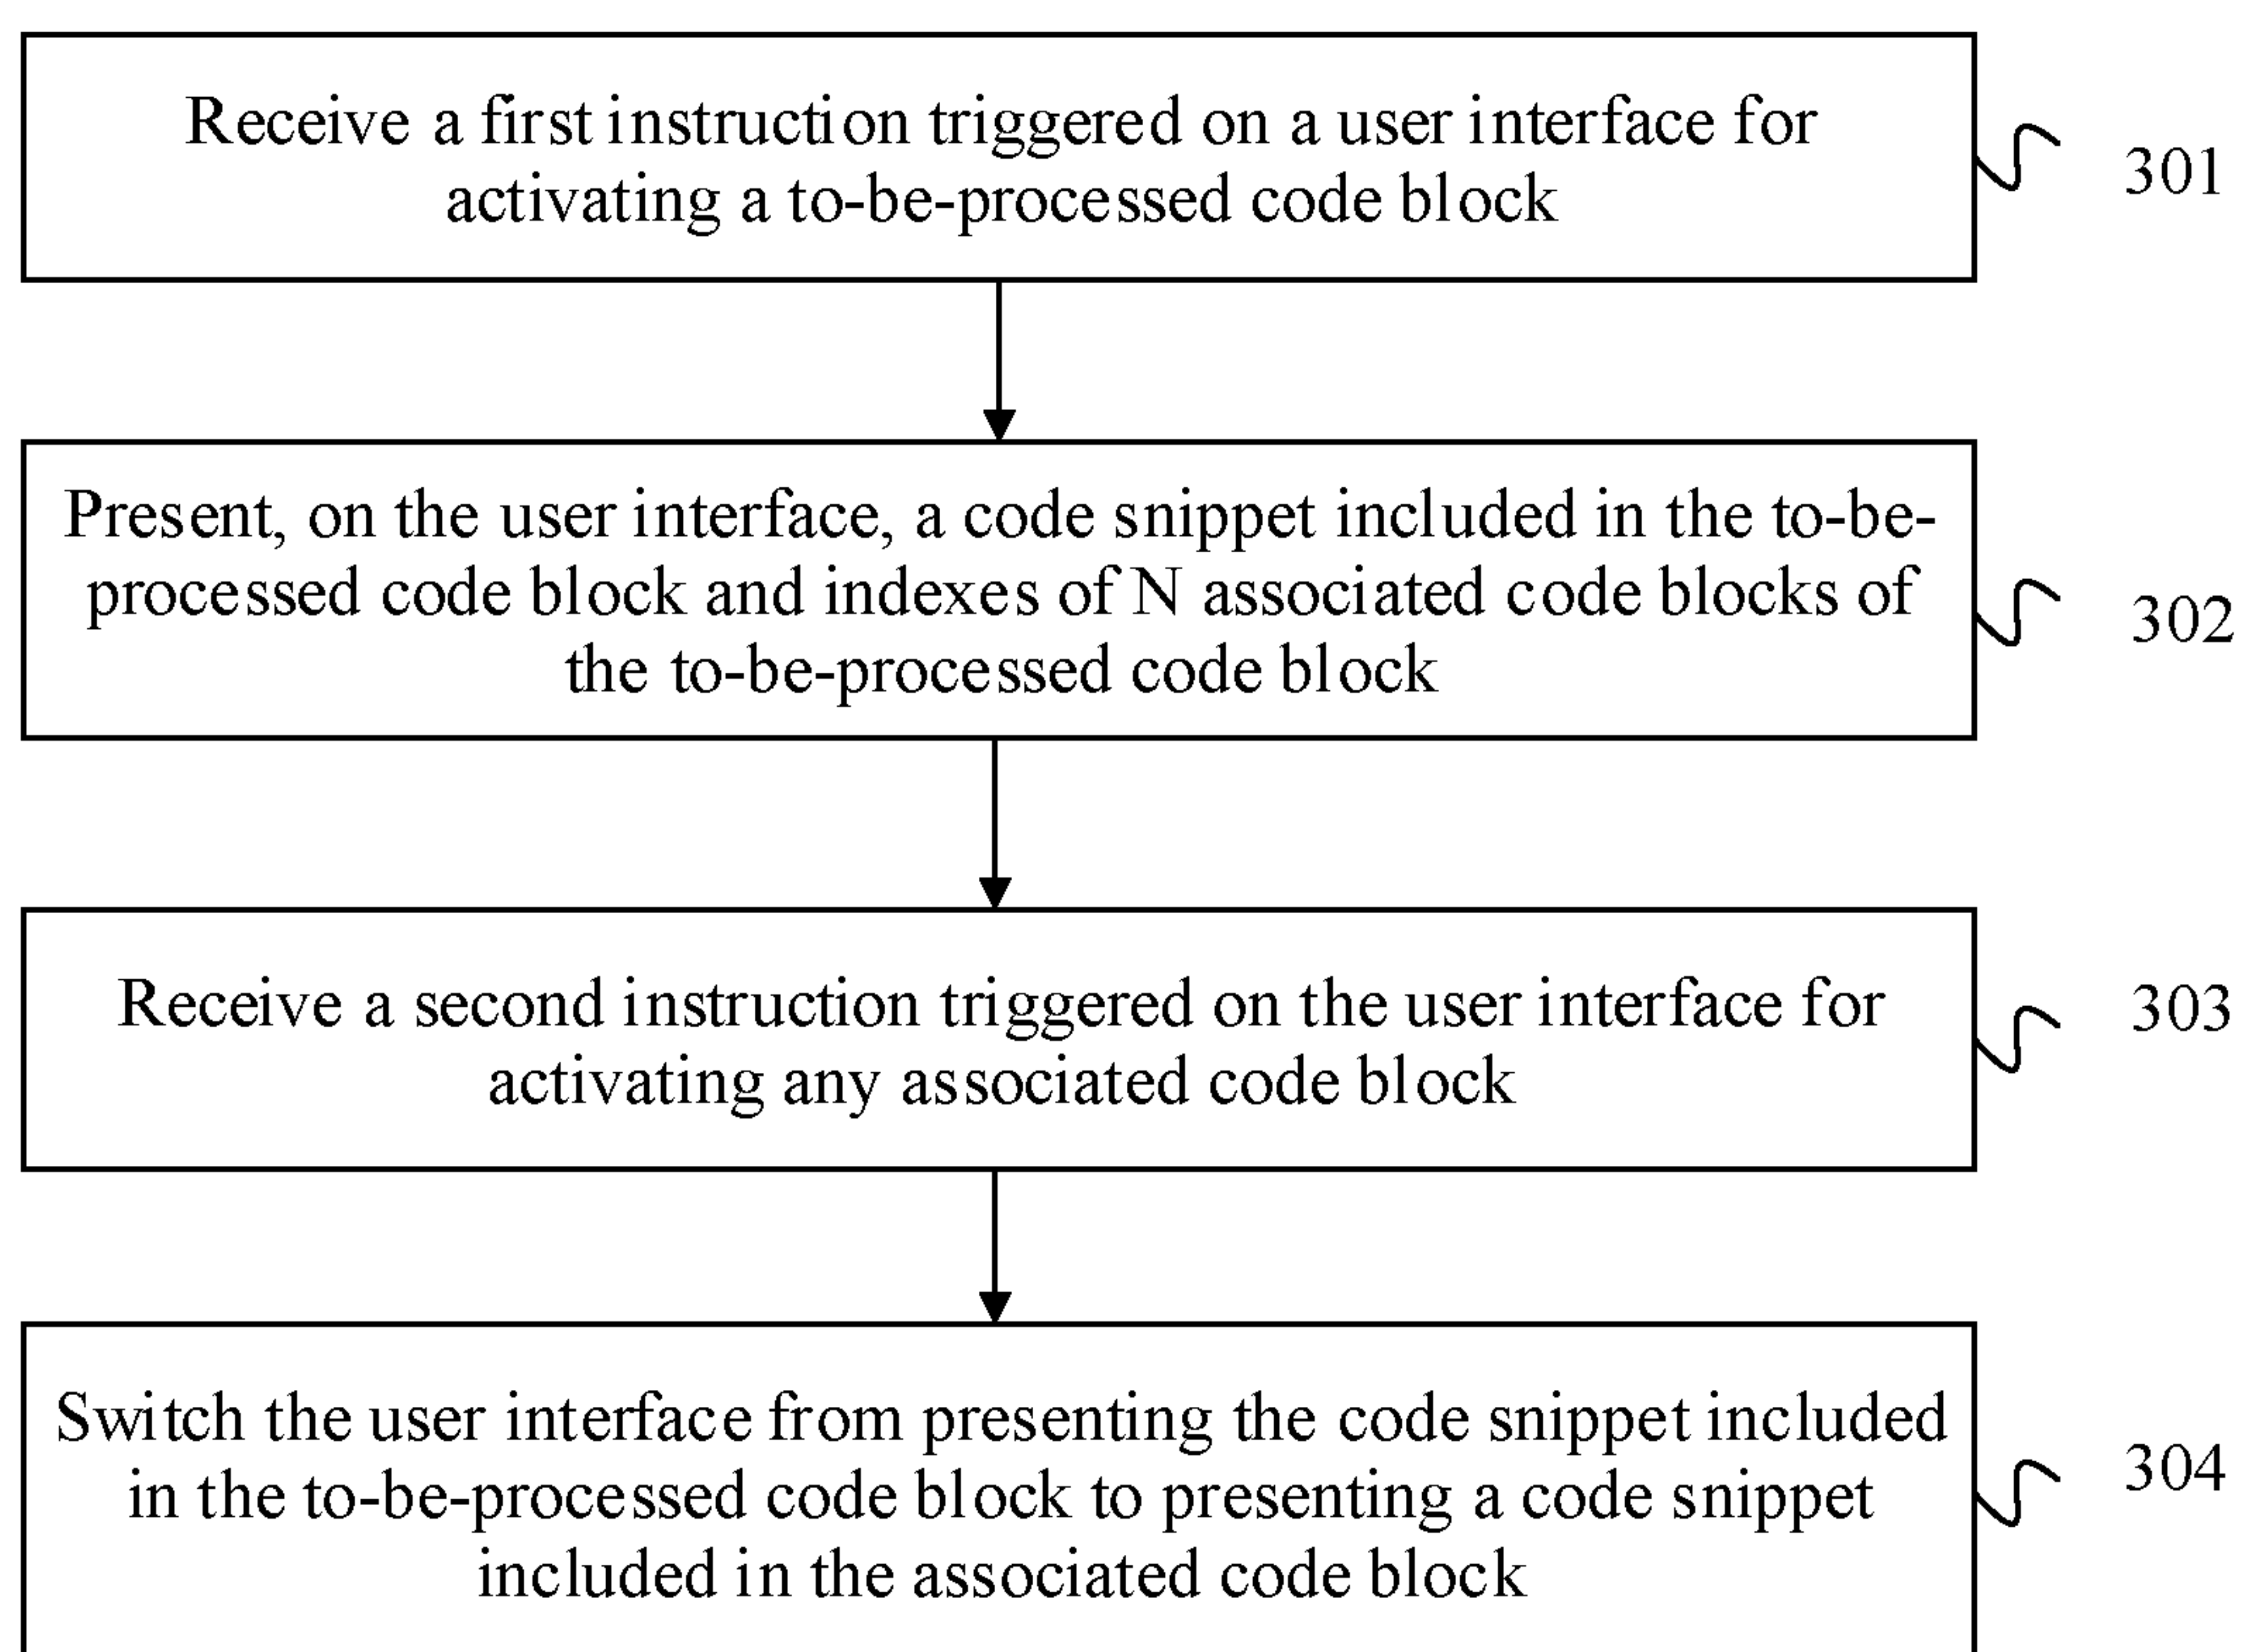 Receive a first instruction triggered on a user interface for
activating a to-be-processed code block
301
Present, on the user interface, a code snippet included in the to-be-
processed code block and indexes of N associated code blocks of
the to-be-processed code block
302
Receive a second instruction triggered on the user interface for
activating any associated code block
303
Switch the user interface from presenting the code snippet included
in the to-be-processed code block to presenting a code snippet
included in the associated code block
304